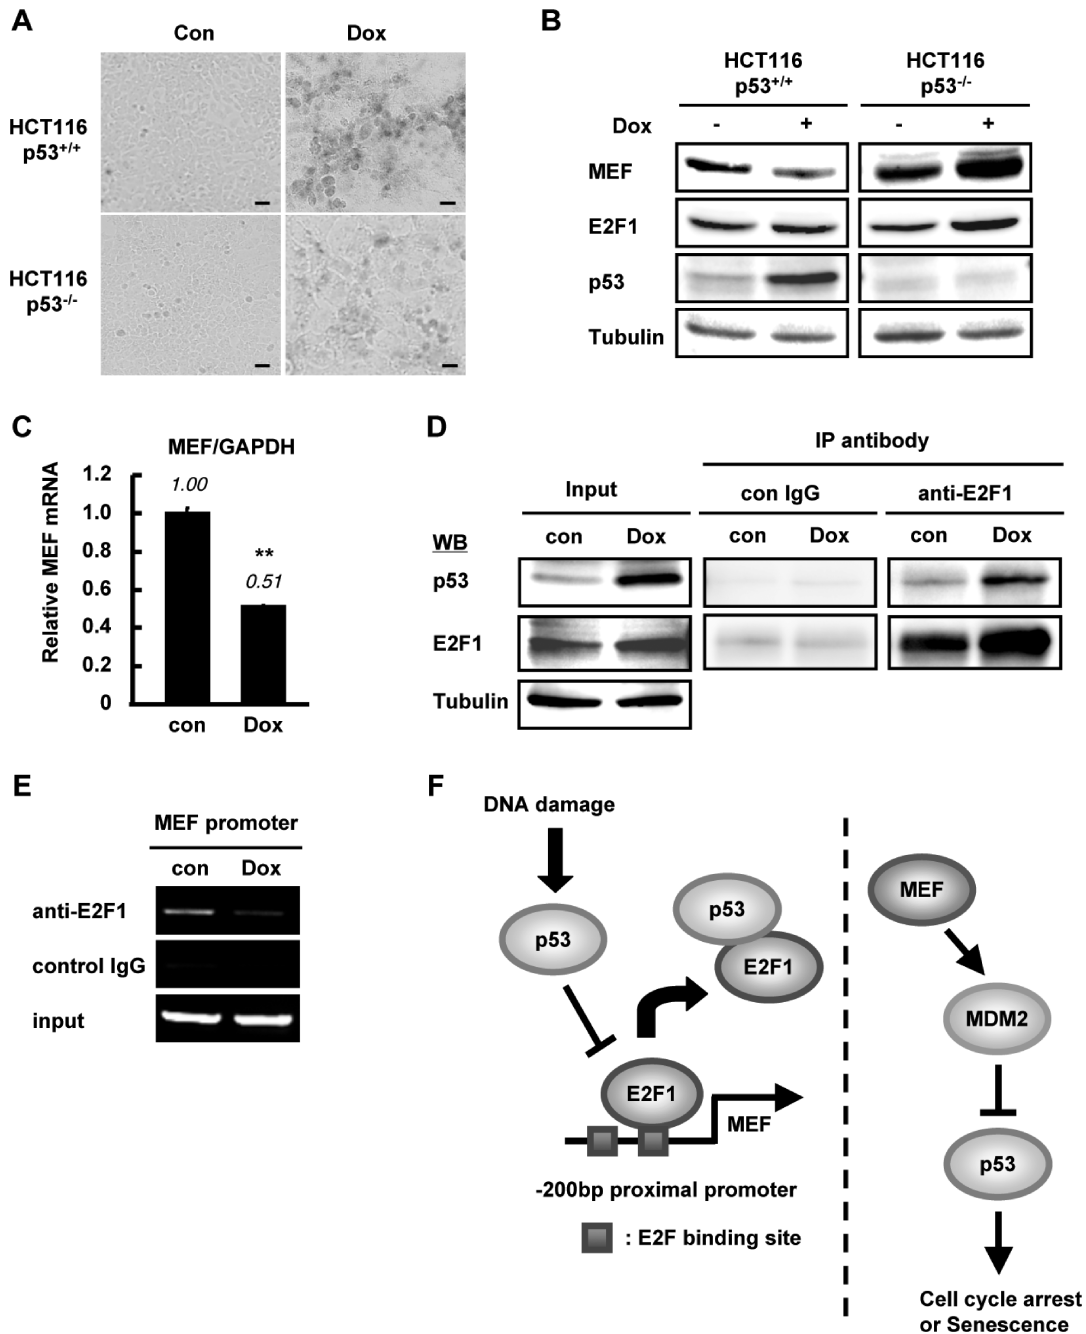 A
Con
Dox
HCT116
p53+/+
HCT116
p53-/-
B
HCT116
p53+/+
HCT116
p53-/-
Dox
-
+
-
+
MEF
E2F1
p53
Tubulin
C
MEF/GAPDH
Relative MEF mRNA
1.2
1.0
0.8
0.6
0.4
0.2
0
1.00
**
0.51
con
Dox
D
IP antibody
Input
con IgG
anti-E2F1
WB
con
Dox
con
Dox
con
Dox
p53
E2F1
Tubulin
E
MEF promoter
con
Dox
anti-E2F1
control IgG
input
F
DNA damage
p53
p53
E2F1
E2F1
MEF
-200bp proximal promoter
: E2F binding site
MEF
MDM2
p53
Cell cycle arrest
or Senescence